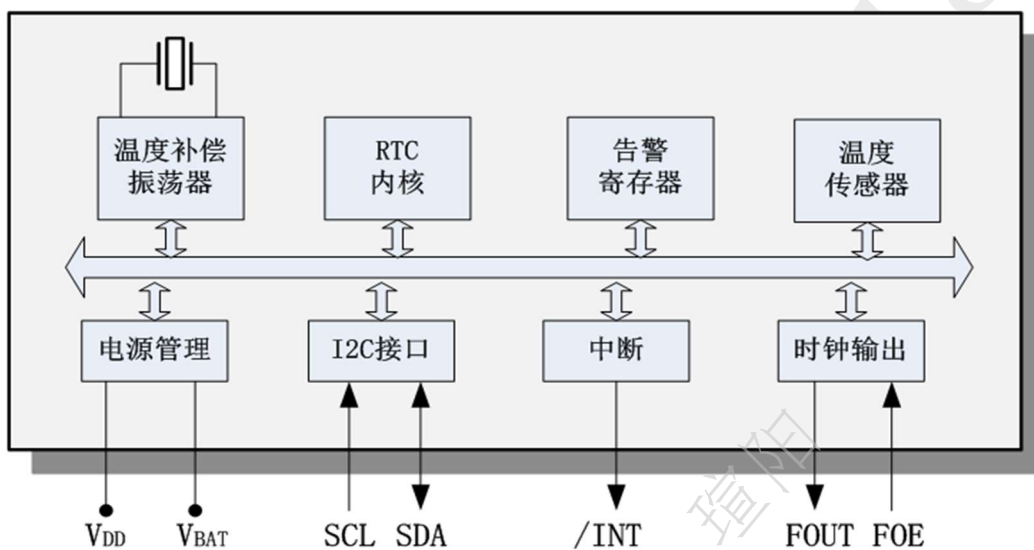 温度补偿
振荡器
RTC
内核
告警
寄存器
温度
传感器
电源管理
I2C接口
中断
时钟输出
VDD
VBAT
SCL
SDA
/INT
FOUT
FOE
瑄阳